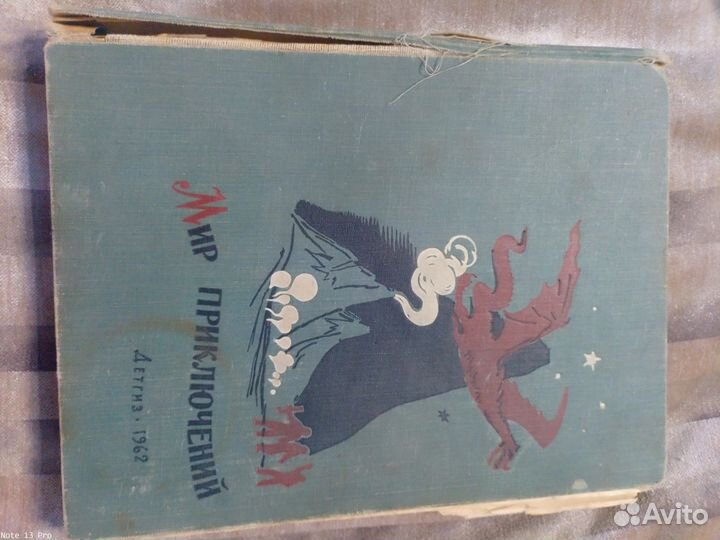 Мир приключений
Детгиз · 1962
Note 13 Pro
Avito